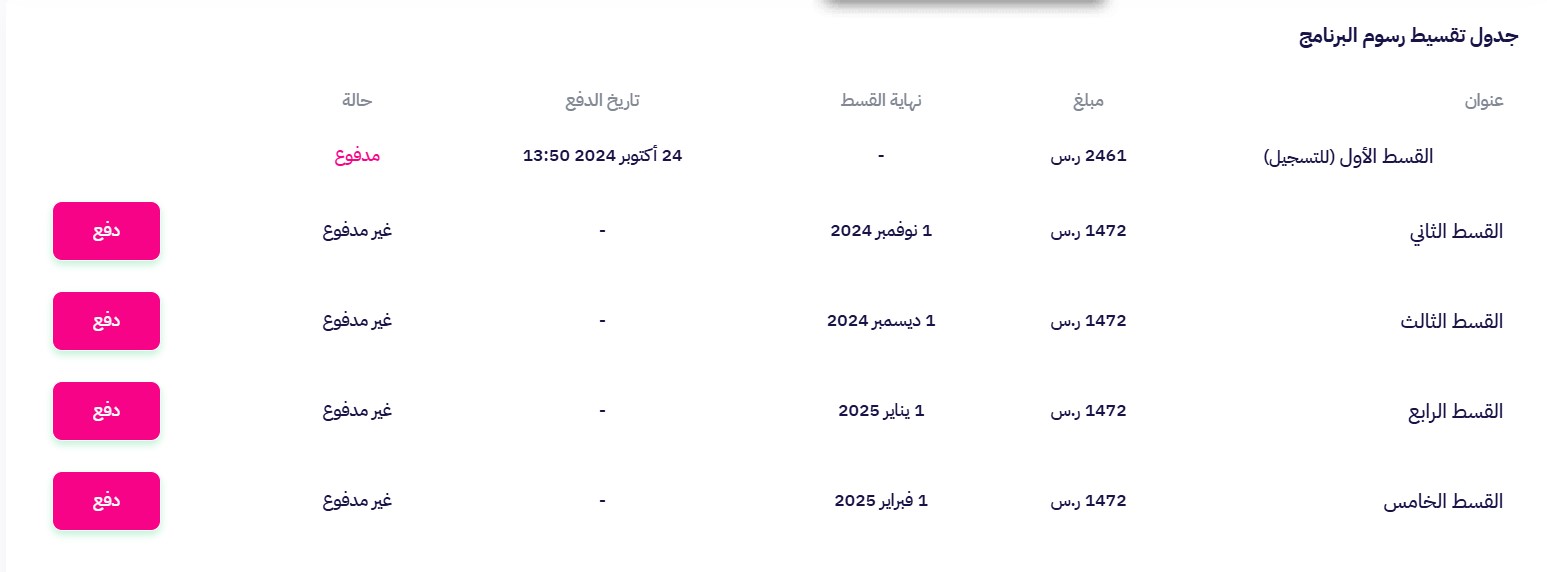 جدول تقسيط رسوم البرنامج
عنوان مبلغ نهاية القسط تاريخ الدفع حالة
القسط الأول (للتسجيل) 2461 ر.س - 24 أكتوبر 2024 13:50 مدفوع
القسط الثاني 1472 ر.س 1 نوفمبر 2024 - غير مدفوع دفع
القسط الثالث 1472 ر.س 1 ديسمبر 2024 - غير مدفوع دفع
القسط الرابع 1472 ر.س 1 يناير 2025 - غير مدفوع دفع
القسط الخامس 1472 ر.س 1 فبراير 2025 - غير مدفوع دفع